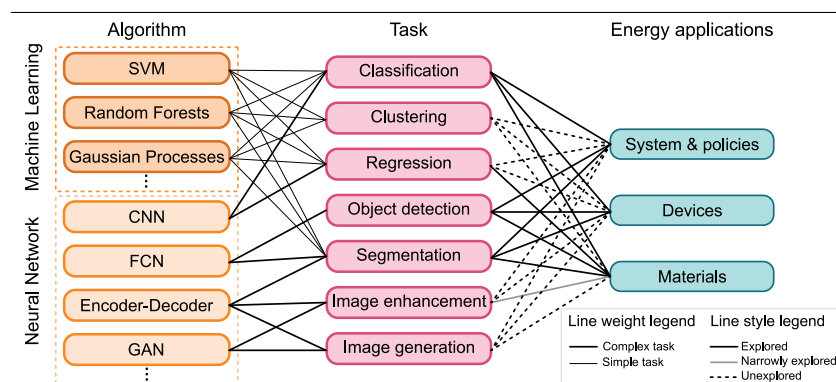 Algorithm
Task
Energy applications
Machine Learning
SVM
Random Forests
Gaussian Processes
⋮
Neural Network
CNN
FCN
Encoder-Decoder
GAN
⋮
Classification
Clustering
Regression
Object detection
Segmentation
Image enhancement
Image generation
System & policies
Devices
Materials
Line weight legend
Complex task
Simple task
Line style legend
Explored
Narrowly explored
Unexplored